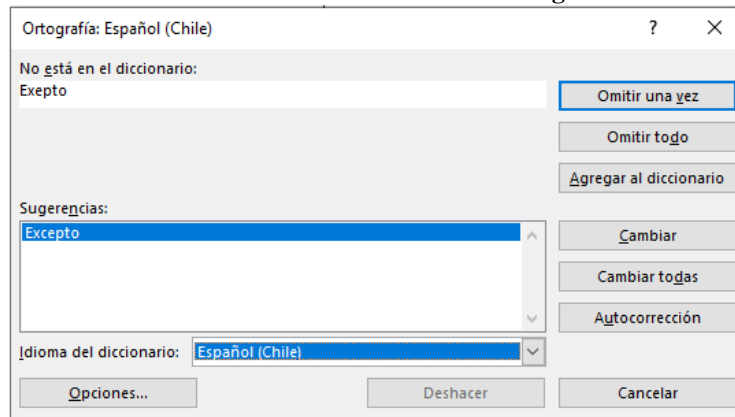 Ortografía: Español (Chile) ?
No está en el diccionario:
Exepto
Omitir una vez
Omitir todo
Agregar al diccionario
Sugerencias:
Excepto
Cambiar
Cambiar todas
Autocorrección
Idioma del diccionario: Español (Chile)
Opciones... Deshacer Cancelar